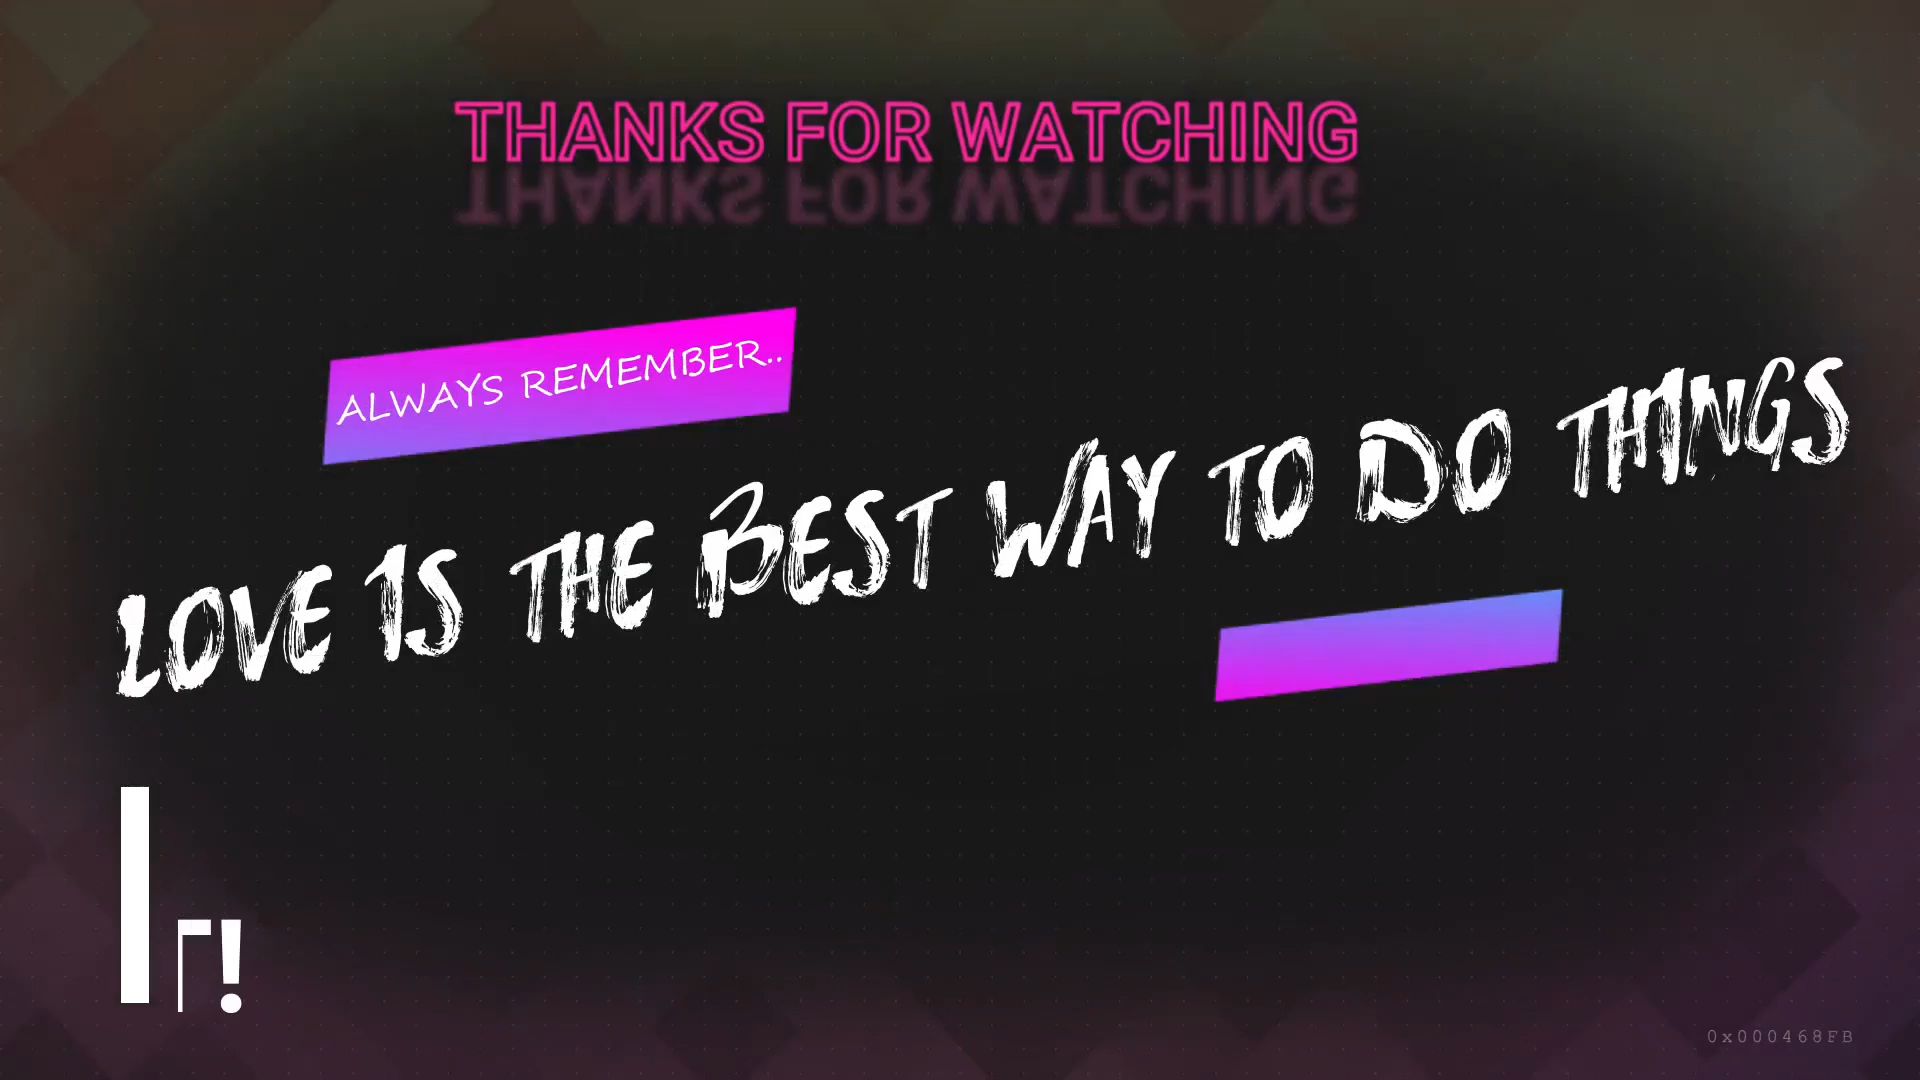 THANKS FOR WATCHING
ALWAYS REMEMBER..
LOVE IS THE BEST WAY TO DO THINGS
0x000468FB